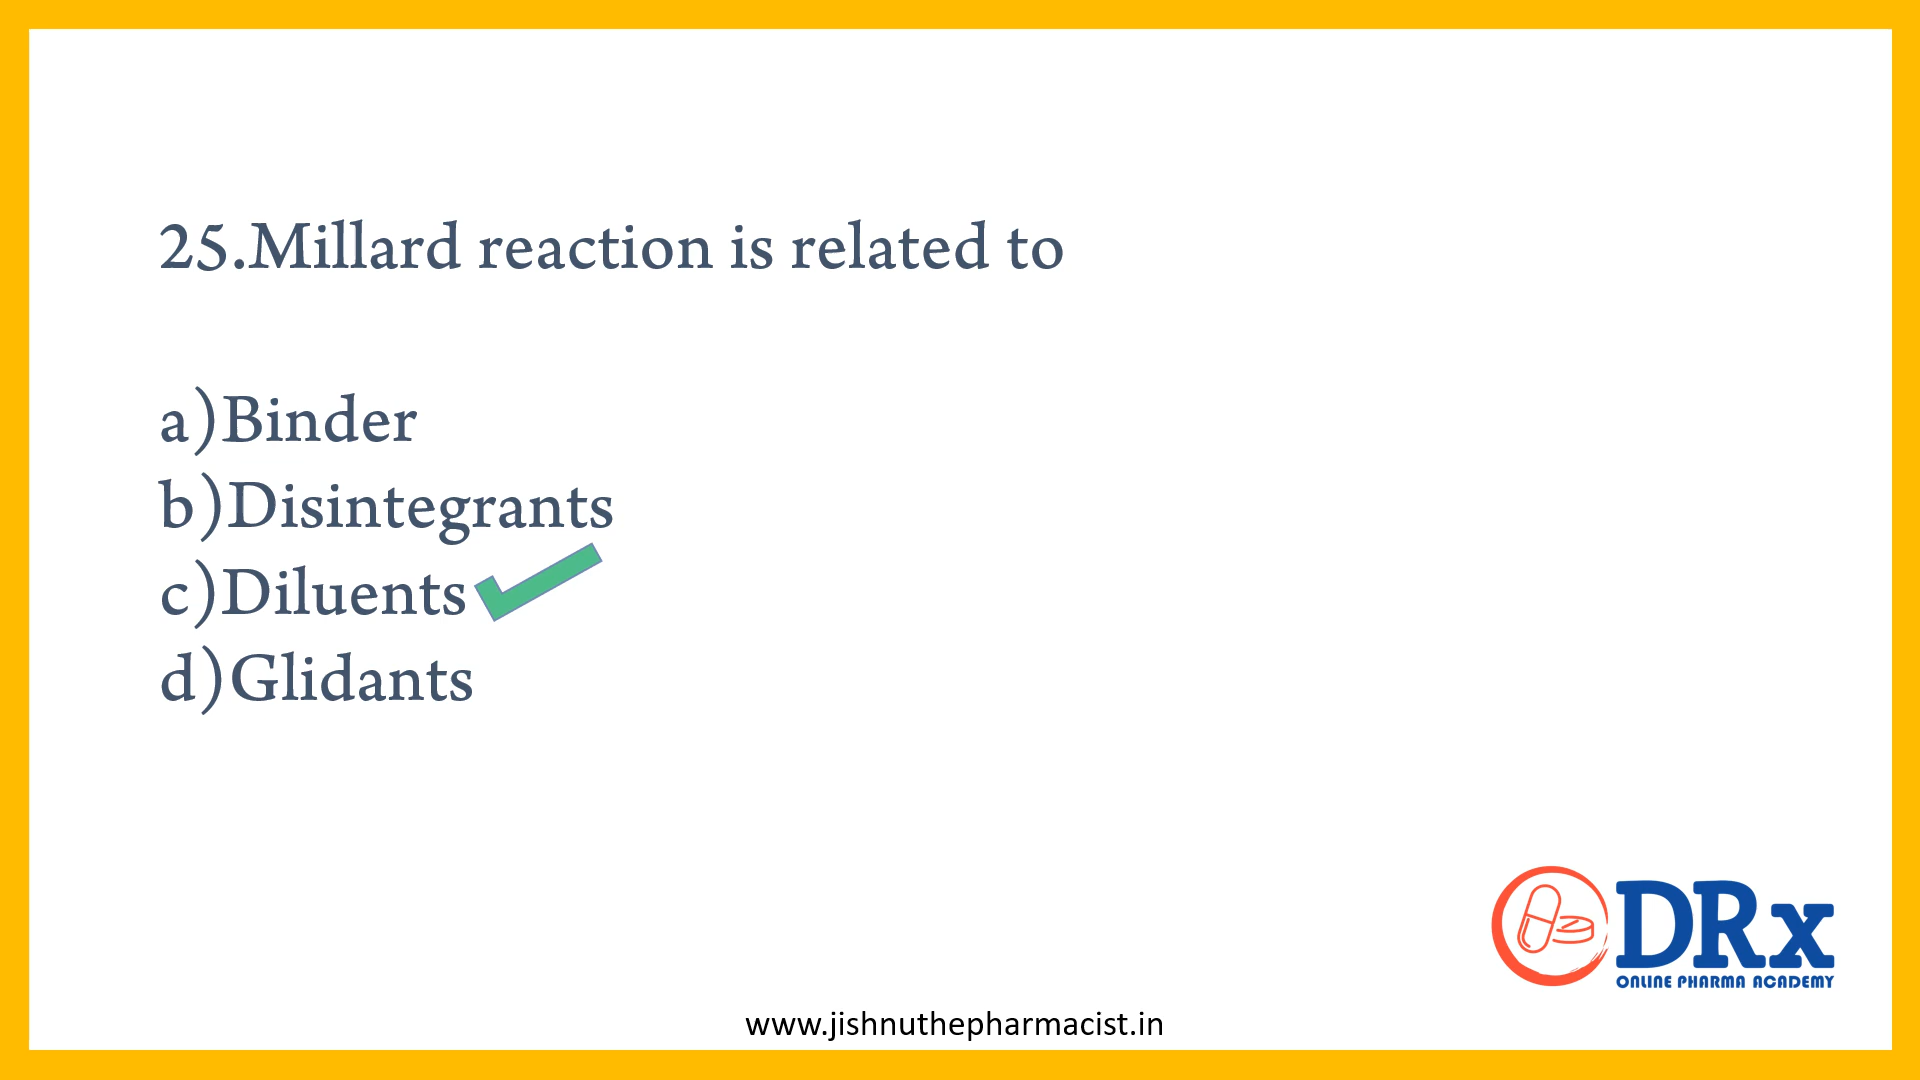 25.Millard reaction is related to
a)Binder
b)Disintegrants
c)Diluents
d)Glidants
DRx
ONLINE PHARMA ACADEMY
www.jishnuthepharmacist.in